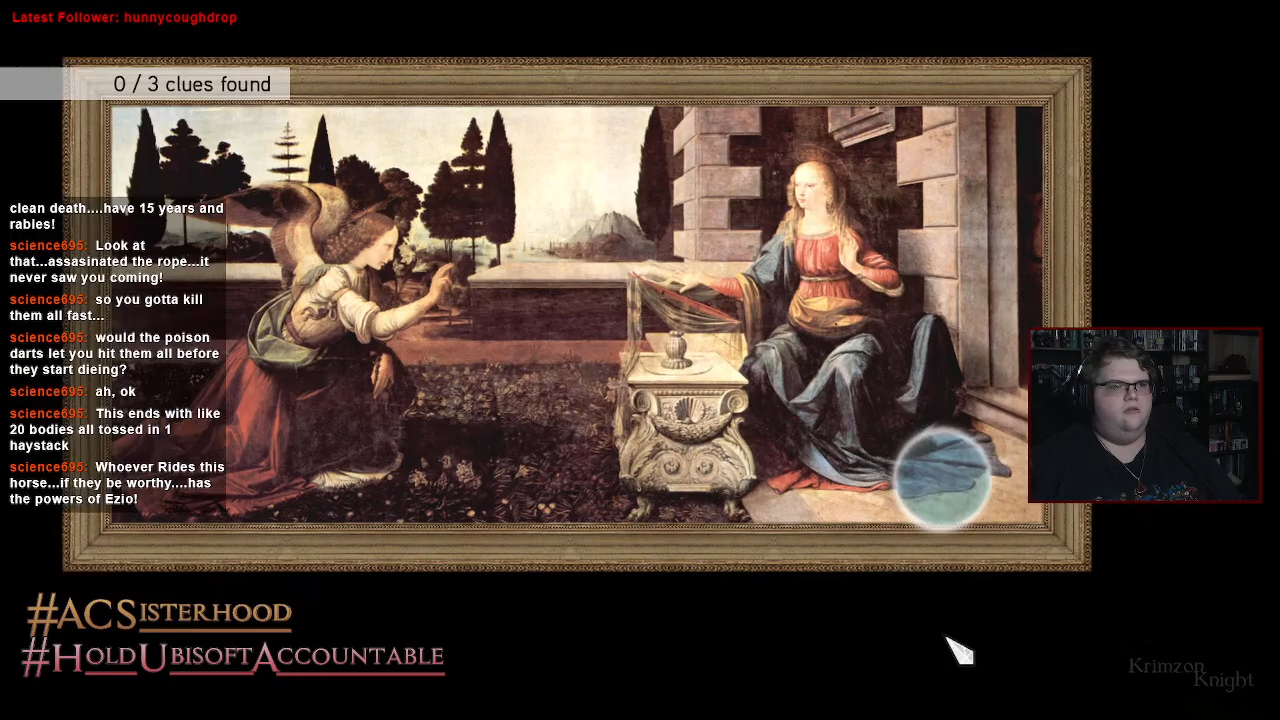 Latest Follower: hunnycoughdrop
0 / 3 clues found
clean death....have 15 years and
rables!
science695: Look at
that...assasinated the rope...it
never saw you coming!
science695: so you gotta kill
them all fast...
science695: would the poison
darts let you hit them all before
they start dieing?
science695: ah, ok
science695: This ends with like
20 bodies all tossed in 1
haystack
science695: Whoever Rides this
horse...if they be worthy....has
the powers of Ezio!
#ACSisterhood
#HoldUbisoftAccountable
Krimzon
Knight